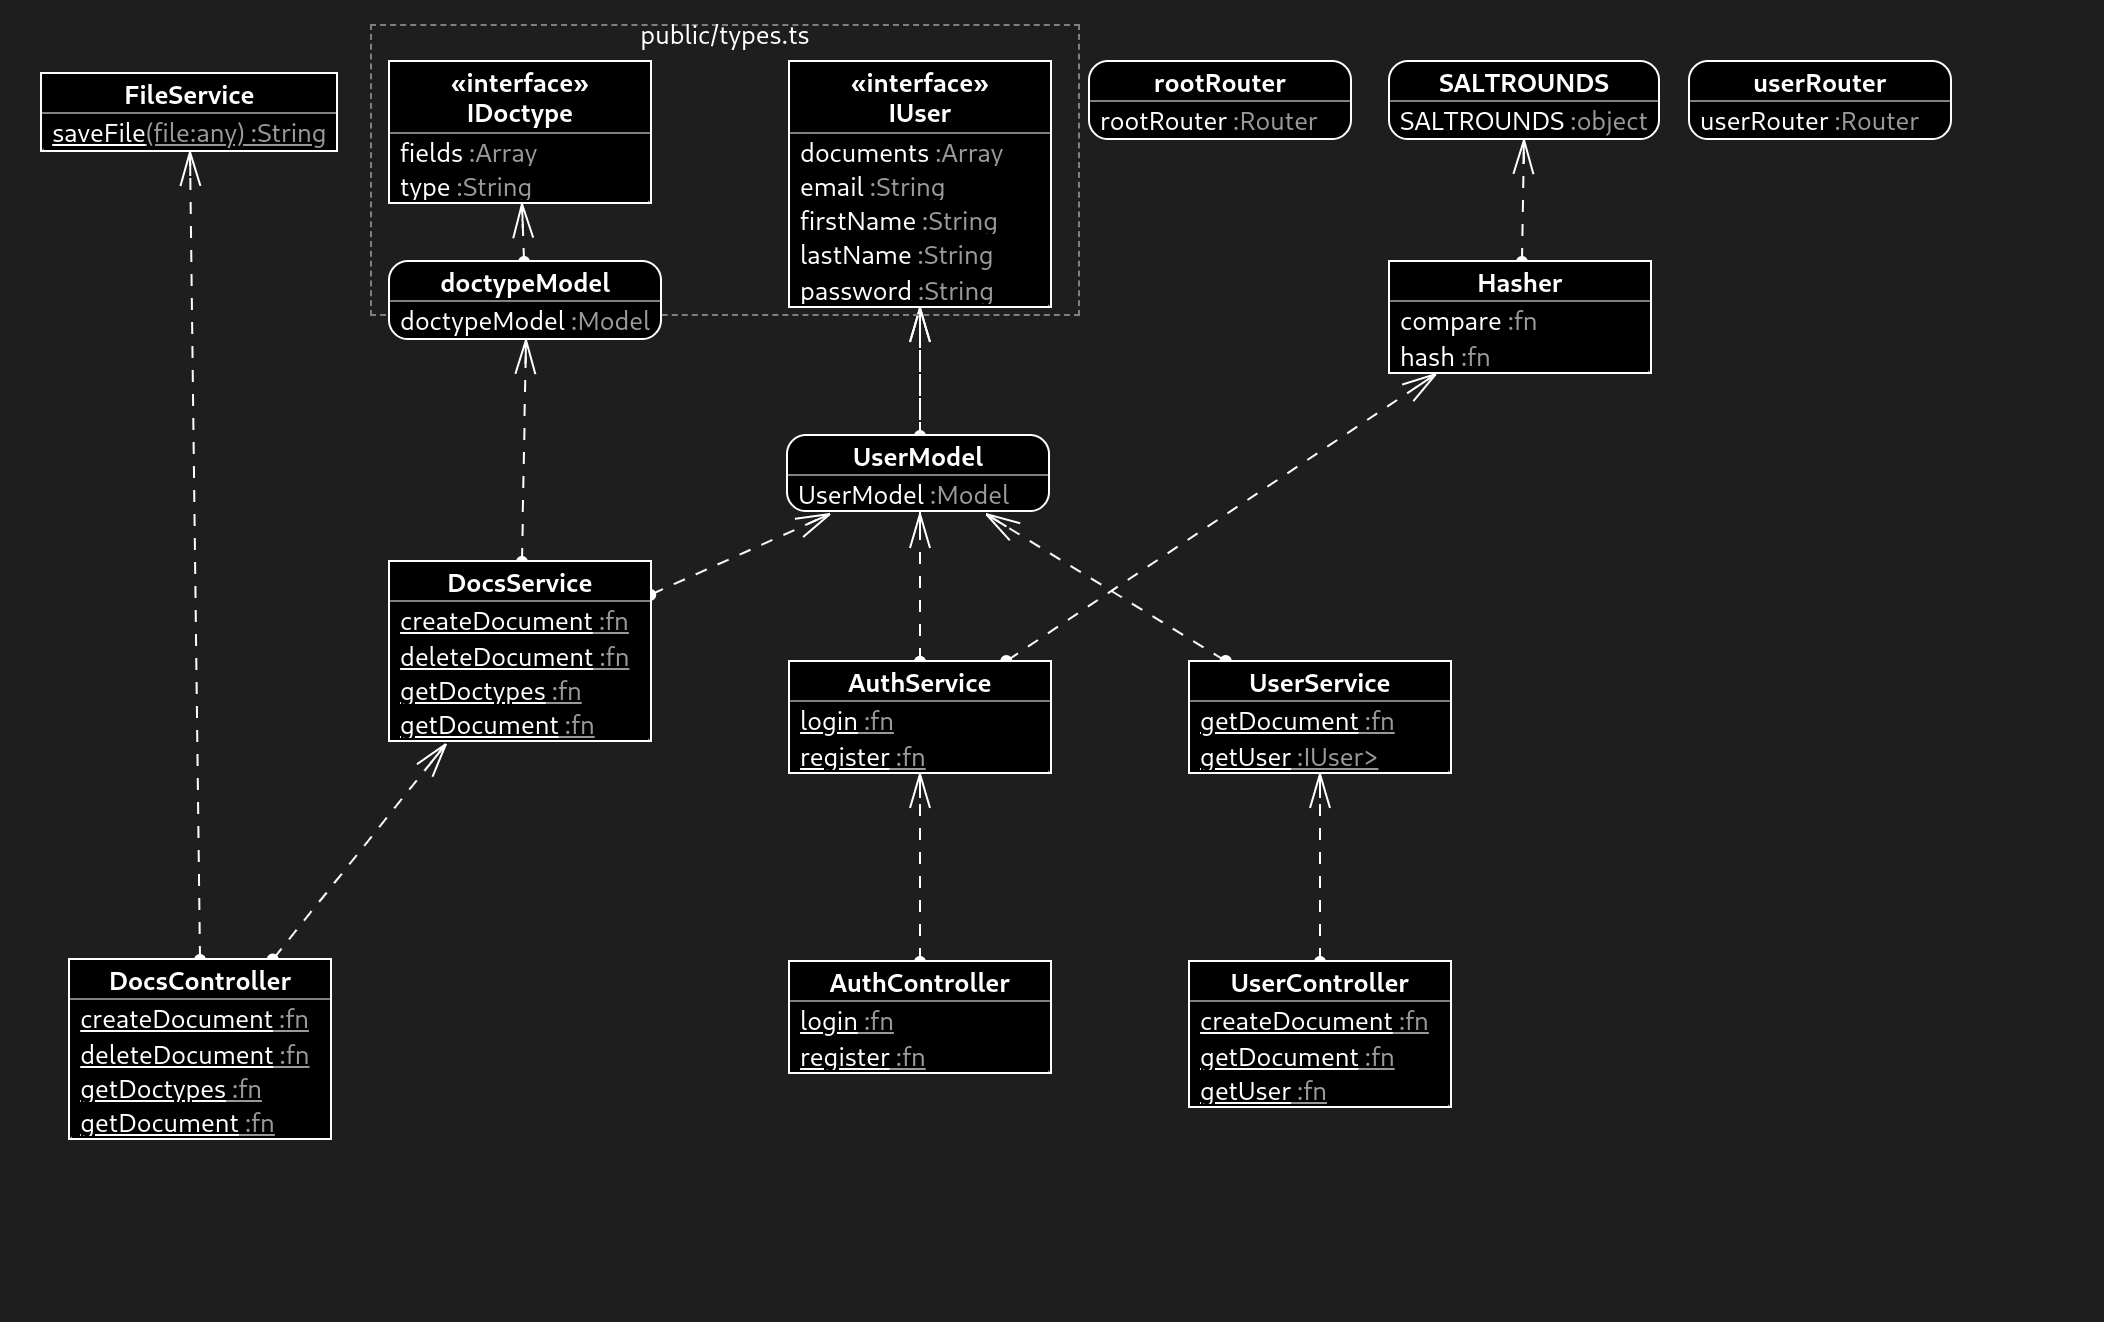 public/types.ts
FileService
saveFile(file:any) :String
«interface»
IDoctype
fields :Array
type :String
«interface»
IUser
documents :Array
email :String
firstName :String
lastName :String
password :String
rootRouter
rootRouter :Router
SALTROUNDS
SALTROUNDS :object
userRouter
userRouter :Router
doctypeModel
doctypeModel :Model
Hasher
compare :fn
hash :fn
UserModel
UserModel :Model
DocsService
createDocument :fn
deleteDocument :fn
getDoctypes :fn
getDocument :fn
AuthService
login :fn
register :fn
UserService
getDocument :fn
getUser :IUser>
DocsController
createDocument :fn
deleteDocument :fn
getDoctypes :fn
getDocument :fn
AuthController
login :fn
register :fn
UserController
createDocument :fn
getDocument :fn
getUser :fn